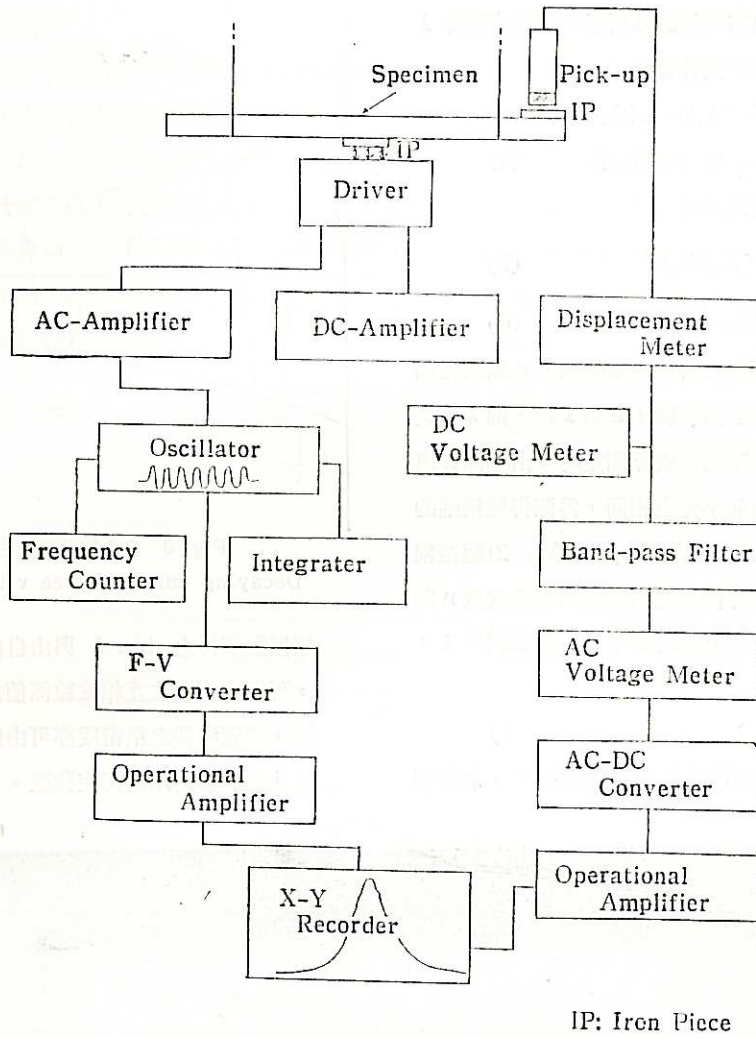 Specimen
Pick-up
IP
IP
Driver
AC-Amplifier
DC-Amplifier
Displacement
Meter
DC
Voltage Meter
Oscillator
Frequency
Counter
Integrater
Band-pass Filter
F-V
Converter
AC
Voltage Meter
Operational
Amplifier
AC-DC
Converter
X-Y
Recorder
Operational
Amplifier
IP: Iron Piece